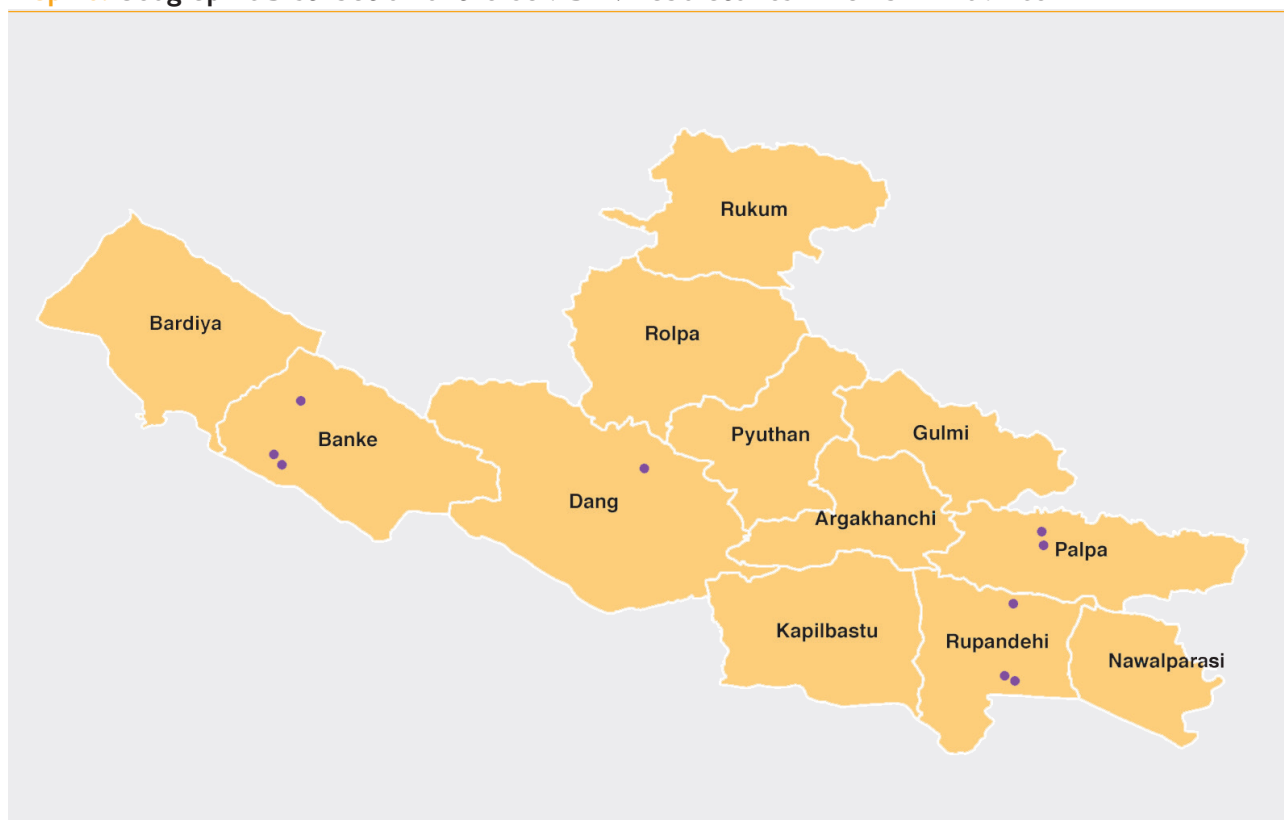 Rukum
Bardiya
Rolpa
Banke
Pyuthan
Gulmi
Dang
Argakhanchi
Palpa
Kapilbastu
Rupandehi
Nawalparasi